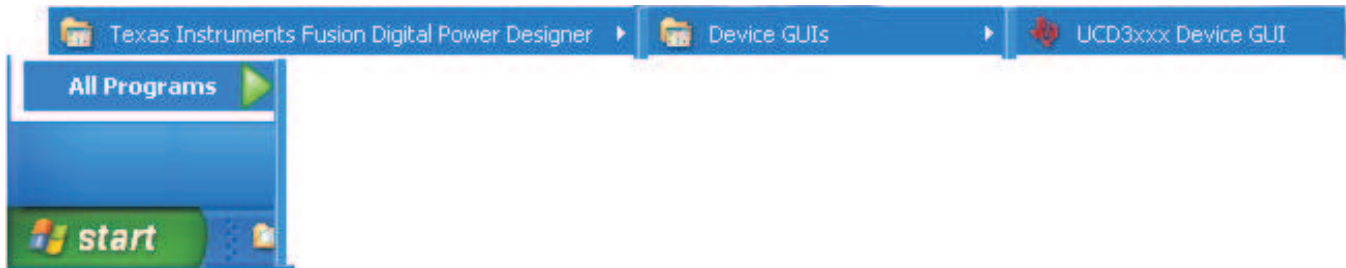 Texas Instruments Fusion Digital Power Designer
Device GUIs
UCD3xxx Device GUI
All Programs
start